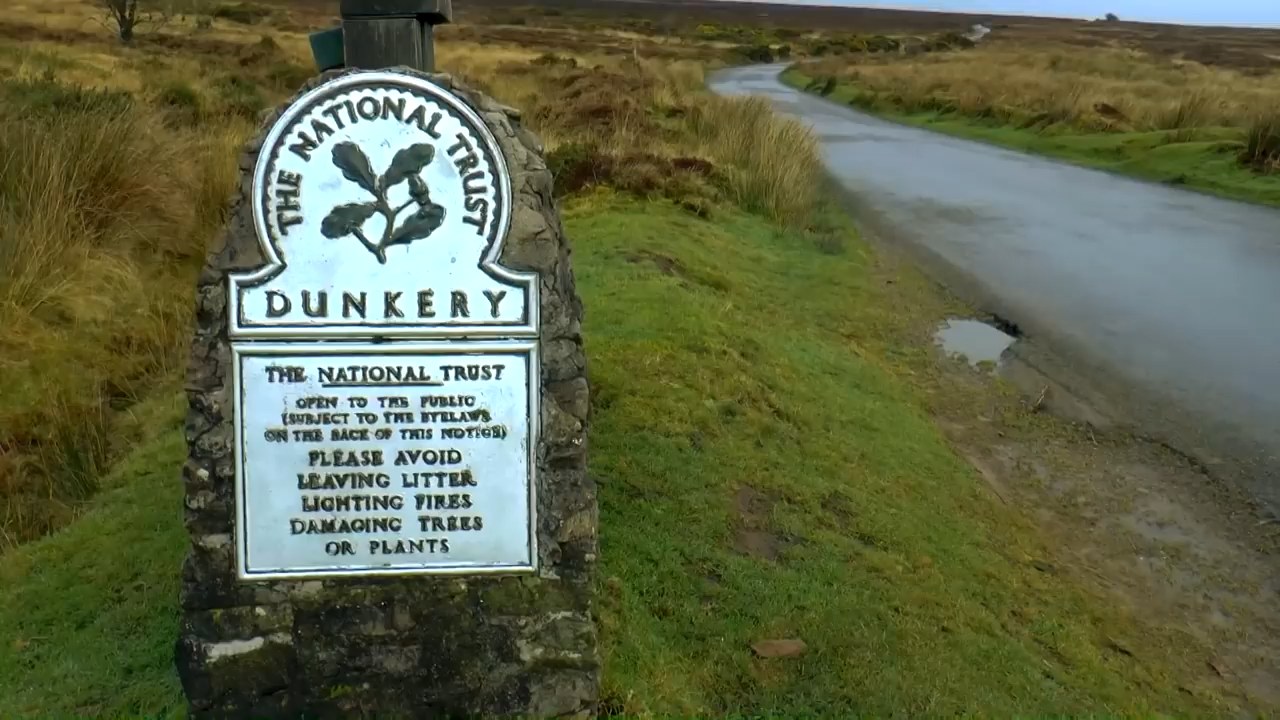 THE NATIONAL TRUST
DUNKERY
THE NATIONAL TRUST
OPEN TO THE PUBLIC
(SUBJECT TO THE BYELAWS
ON THE BACK OF THIS NOTICE)
PLEASE AVOID
LEAVING LITTER
LIGHTING FIRES
DAMAGING TREES
OR PLANTS